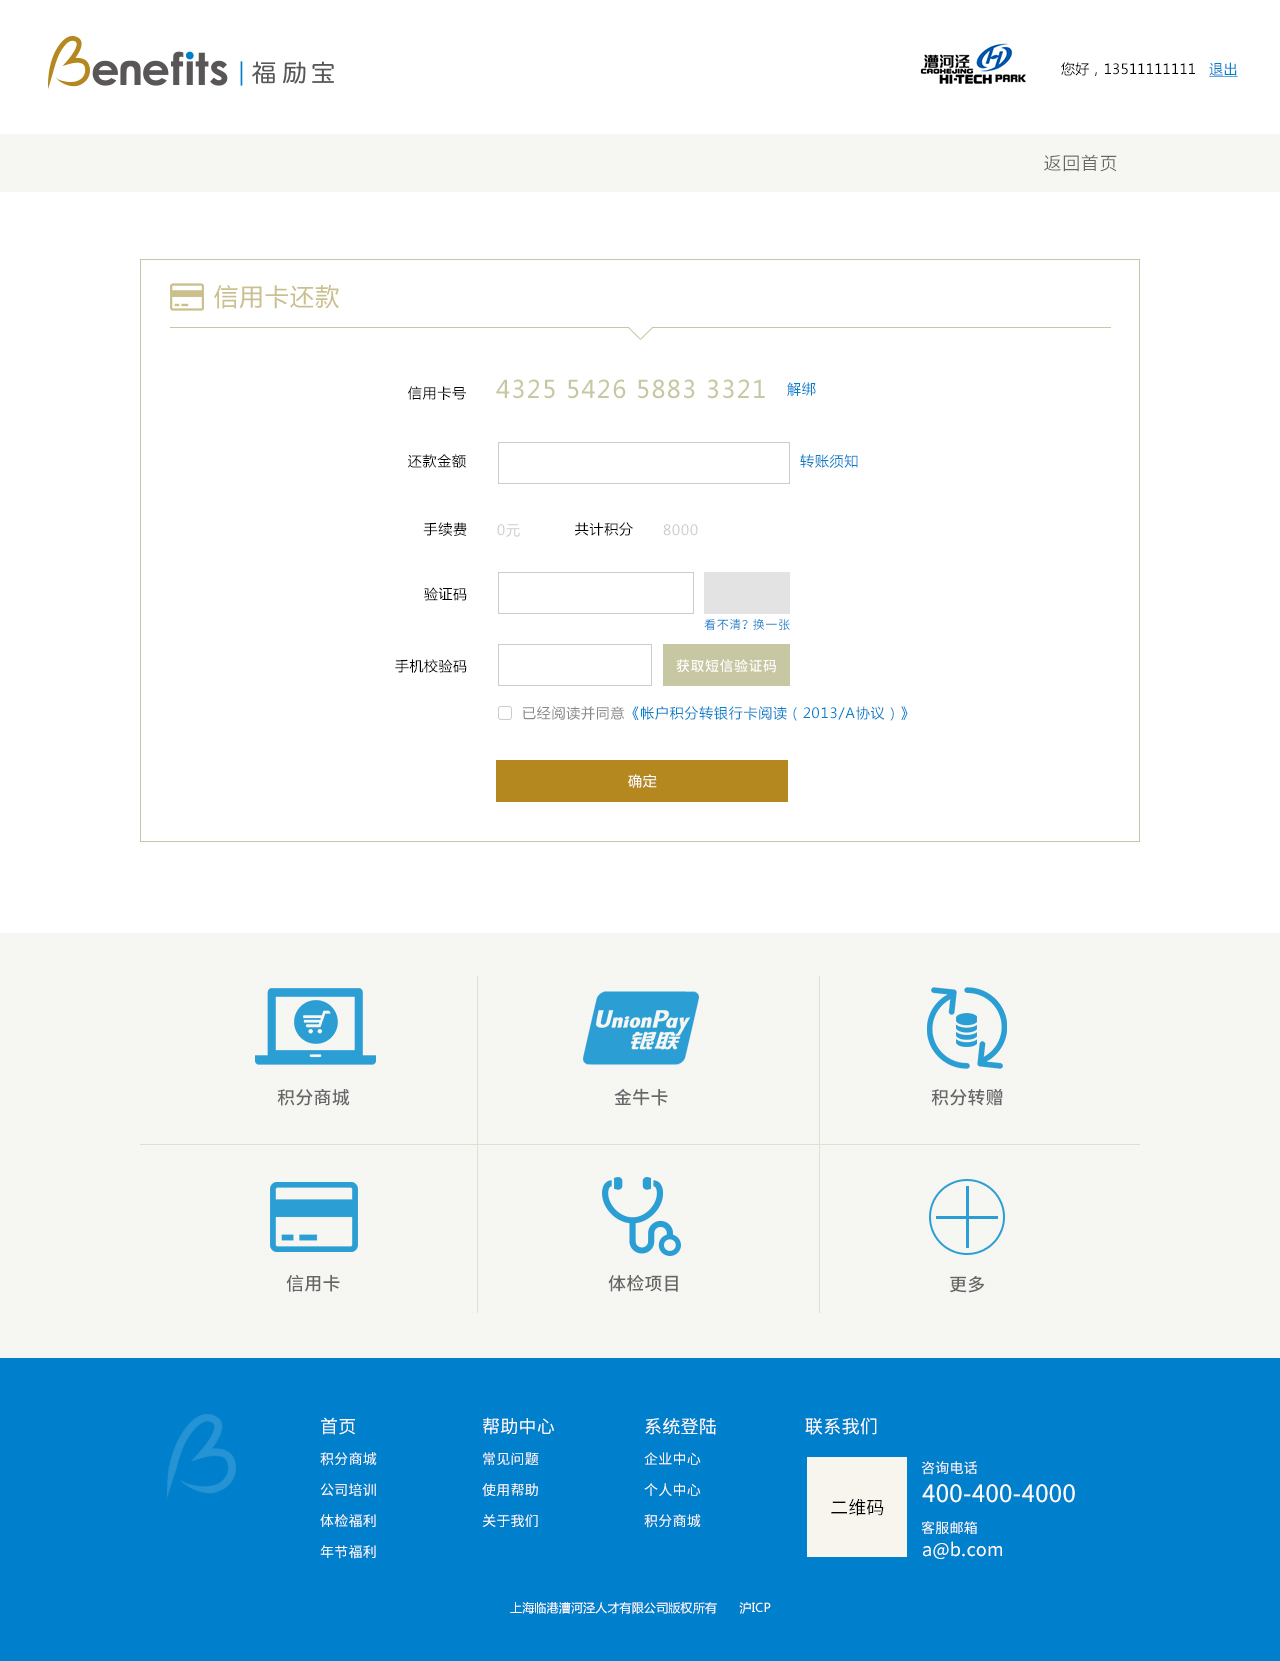 Benefits | 福励宝
漕河泾
CAOHEJING
HI-TECH PARK
您好，13511111111 退出
返回首页
信用卡还款
信用卡号 4325 5426 5883 3321 解绑
还款金额 转账须知
手续费 0元 共计积分 8000
验证码
看不清？换一张
手机校验码 获取短信验证码
已经阅读并同意《帐户积分转银行卡阅读（2013/A协议）》
确定
UnionPay
银联
积分商城 金牛卡 积分转赠
信用卡 体检项目 更多
首页 帮助中心 系统登陆 联系我们
积分商城 常见问题 企业中心 咨询电话
公司培训 使用帮助 个人中心 400-400-4000
二维码
体检福利 关于我们 积分商城 客服邮箱
年节福利 a@b.com
上海临港漕河泾人才有限公司版权所有 沪ICP